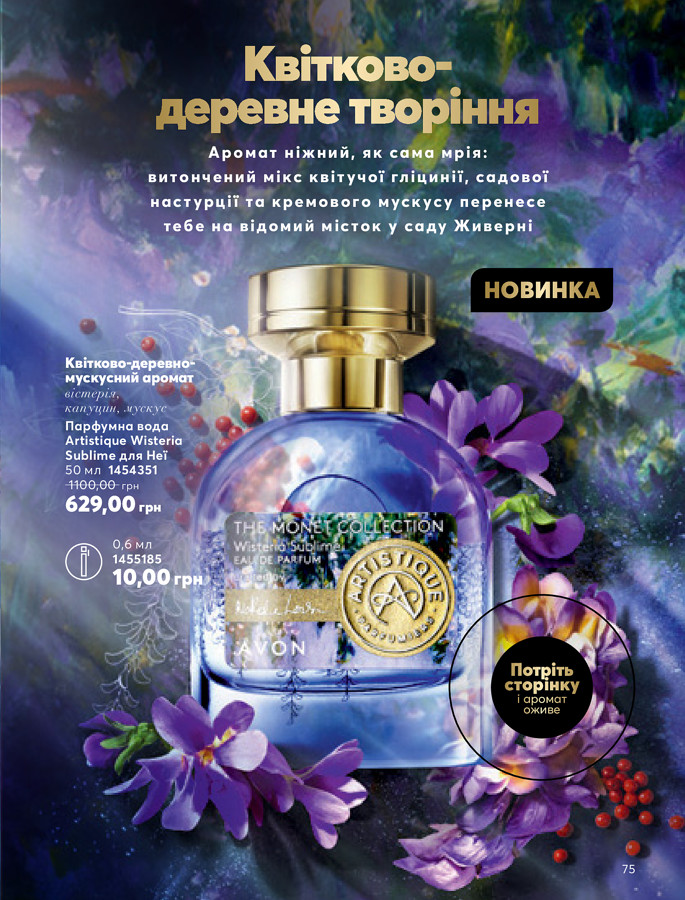 Квітково-
деревне творіння
Аромат ніжний, як сама мрія:
витончений мікс квітучої гліцинії, садової
настурції та кремового мускусу перенесе
тебе на відомий місток у саду Живерні
НОВИНКА
Квітково-деревно-
мускусний аромат
вістерія,
капуцин, мускус
Парфумна вода
Artistique Wisteria
Sublime для Неї
50 мл 1454351
1100,00 грн
629,00 грн
0,6 мл
1455185
10,00 грн
THE MONET COLLECTION
Wisteria Sublime
EAU DE PARFUM
ARTISTIQUE
PARFUMIERS
AVON
Потріть
сторінку
і аромат
оживе
75